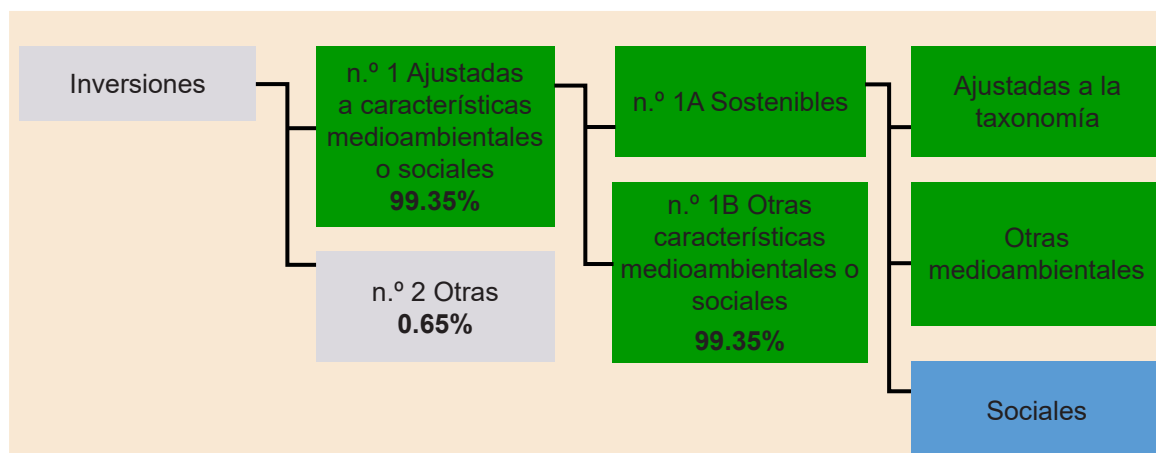 Inversiones
n.º 1 Ajustadas
a características
medioambientales
o sociales
99.35%
n.º 2 Otras
0.65%
n.º 1A Sostenibles
n.º 1B Otras
características
medioambientales o
sociales
99.35%
Ajustadas a la
taxonomía
Otras
medioambientales
Sociales